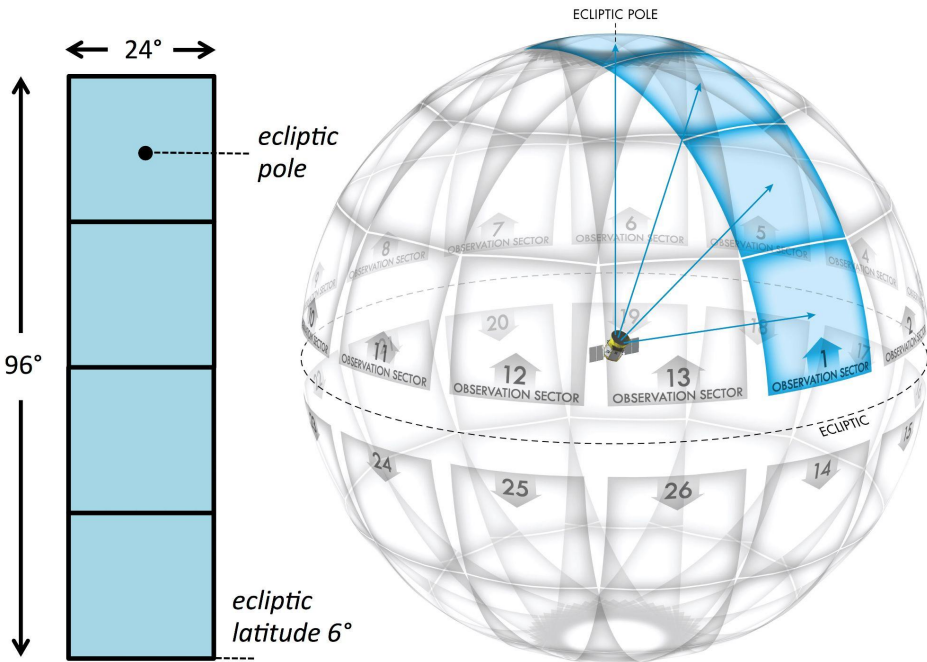 24°
96°
ecliptic
pole
ecliptic
latitude 6°
ECLIPTIC POLE
7
OBSERVATION SECTOR
6
OBSERVATION SECTOR
5
OBSERVATION SECTOR
8
OBSERVATION SECTOR
4
OBSERVATION SECTOR
20
19
18
17
2
11
OBSERVATION SECTOR
12
OBSERVATION SECTOR
13
OBSERVATION SECTOR
1
OBSERVATION SECTOR
ECLIPTIC
24
25
26
14
15